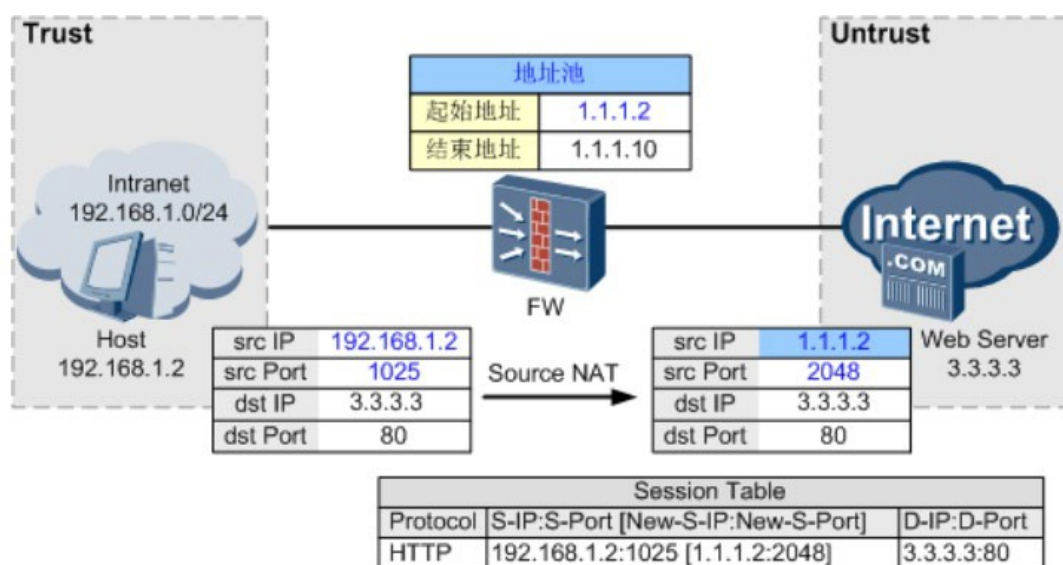 Trust
Untrust
地址池
起始地址 1.1.1.2
结束地址 1.1.1.10
Intranet
192.168.1.0/24
Internet
.COM
FW
Host
192.168.1.2
Web Server
3.3.3.3
src IP 192.168.1.2
src Port 1025
dst IP 3.3.3.3
dst Port 80
Source NAT
src IP 1.1.1.2
src Port 2048
dst IP 3.3.3.3
dst Port 80
Session Table
Protocol S-IP:S-Port [New-S-IP:New-S-Port] D-IP:D-Port
HTTP 192.168.1.2:1025 [1.1.1.2:2048] 3.3.3.3:80